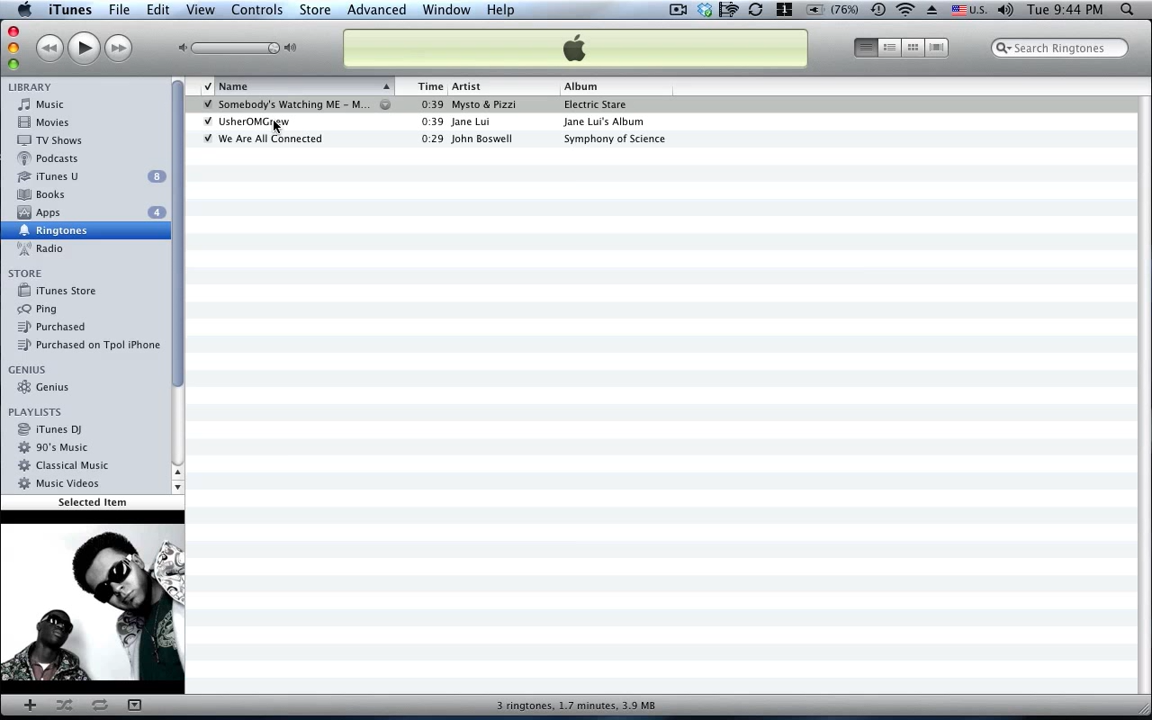 iTunes File Edit View Controls Store Advanced Window Help (76%) U.S. Tue 9:44 PM
Search Ringtones
LIBRARY
Music
Movies
TV Shows
Podcasts
iTunes U 8
Books
Apps 4
Ringtones
Radio
STORE
iTunes Store
Ping
Purchased
Purchased on Tpol iPhone
GENIUS
Genius
PLAYLISTS
iTunes DJ
90's Music
Classical Music
Music Videos
Selected Item
Name Time Artist Album
Somebody's Watching ME – M... 0:39 Mysto & Pizzi Electric Stare
0:39 Jane Lui Jane Lui's Album
We Are All Connected 0:29 John Boswell Symphony of Science
3 ringtones, 1.7 minutes, 3.9 MB